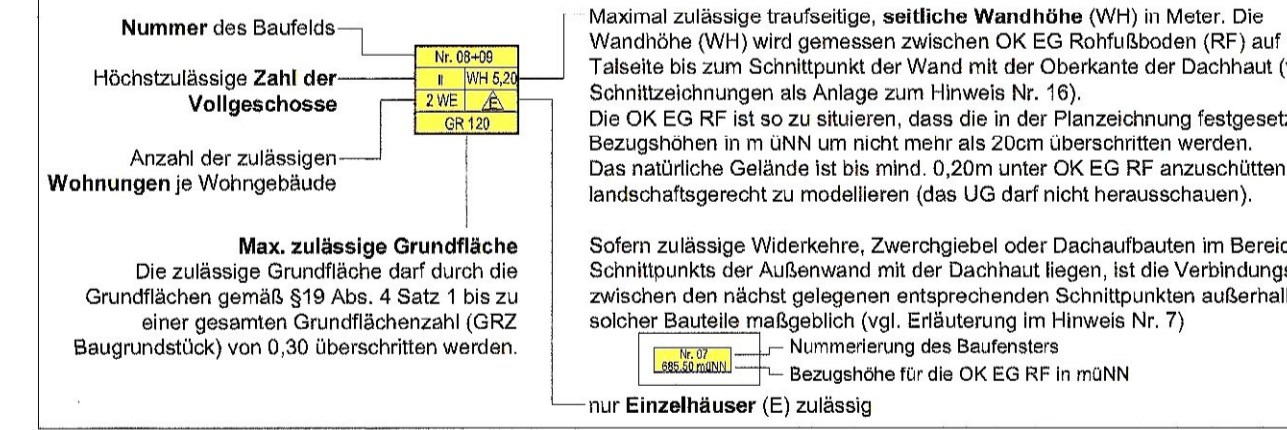 Nummer des Baufelds
Höchstzulässige Zahl der
Vollgeschosse
Anzahl der zulässigen
Wohnungen je Wohngebäude
Nr. 08+09
II WH 5,20
2 WE E
GR 120
Max. zulässige Grundfläche
Die zulässige Grundfläche darf durch die
Grundflächen gemäß §19 Abs. 4 Satz 1 bis zu
einer gesamten Grundflächenzahl (GRZ
Baugrundstück) von 0,30 überschritten werden.
Maximal zulässige traufseitige, seitliche Wandhöhe (WH) in Meter. Die
Wandhöhe (WH) wird gemessen zwischen OK EG Rohfußboden (RF) auf
Talseite bis zum Schnittpunkt der Wand mit der Oberkante der Dachhaut (
Schnittzeichnungen als Anlage zum Hinweis Nr. 16).
Die OK EG RF ist so zu situieren, dass die in der Planzeichnung festgesetz
Bezugshöhen in m üNN um nicht mehr als 20cm überschritten werden.
Das natürliche Gelände ist bis mind. 0,20m unter OK EG RF anzuschütten
landschaftsgerecht zu modellieren (das UG darf nicht herausschauen).
Sofern zulässige Widerkehre, Zwerchgiebel oder Dachaufbauten im Bereic
Schnittpunkts der Außenwand mit der Dachhaut liegen, ist die Verbindungs
zwischen den nächst gelegenen entsprechenden Schnittpunkten außerhal
solcher Bauteile maßgeblich (vgl. Erläuterung im Hinweis Nr. 7)
Nr. 07
685.50 müNN
Nummerierung des Baufensters
Bezugshöhe für die OK EG RF in müNN
nur Einzelhäuser (E) zulässig